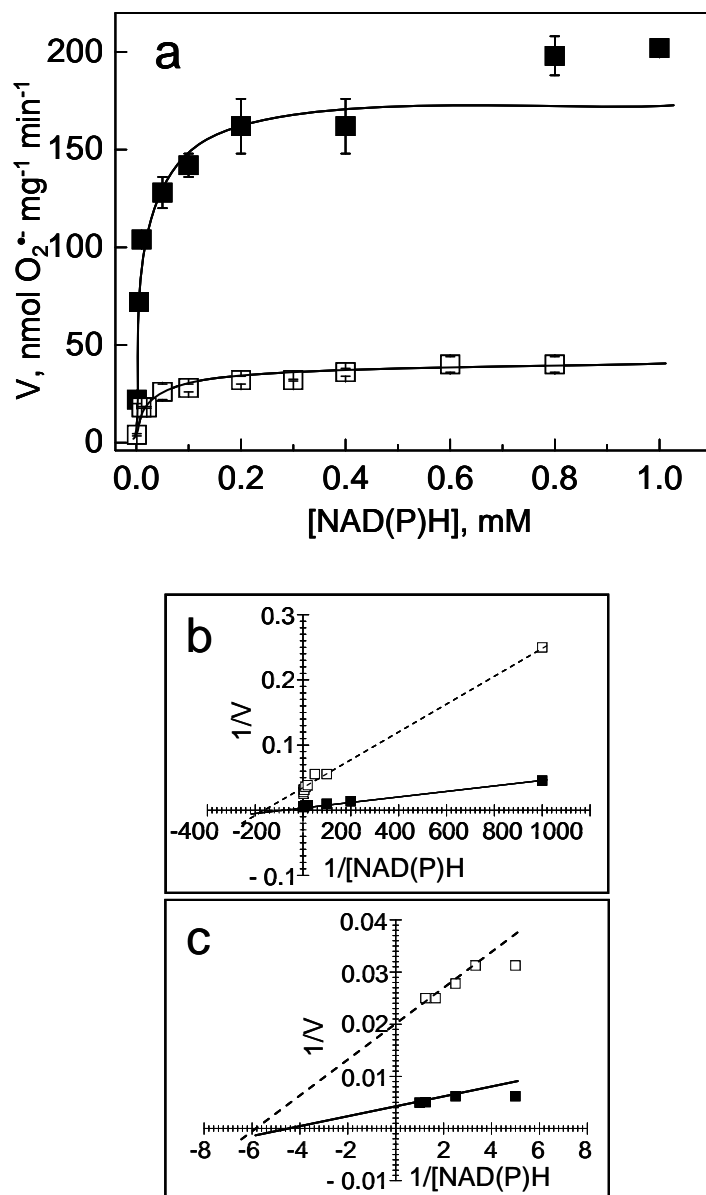 a
V, nmol O₂•- mg⁻¹ min⁻¹
200
150
100
50
0
0.0 0.2 0.4 0.6 0.8 1.0
[NAD(P)H], mM
b
1/V
0.3
0.2
0.1
-400 -200 200 400 600 800 1000
- 0.1
1/[NAD(P)H
c
1/V
0.04
0.03
0.02
0.01
-8 -6 -4 -2 2 4 6 8
- 0.01
1/[NAD(P)H